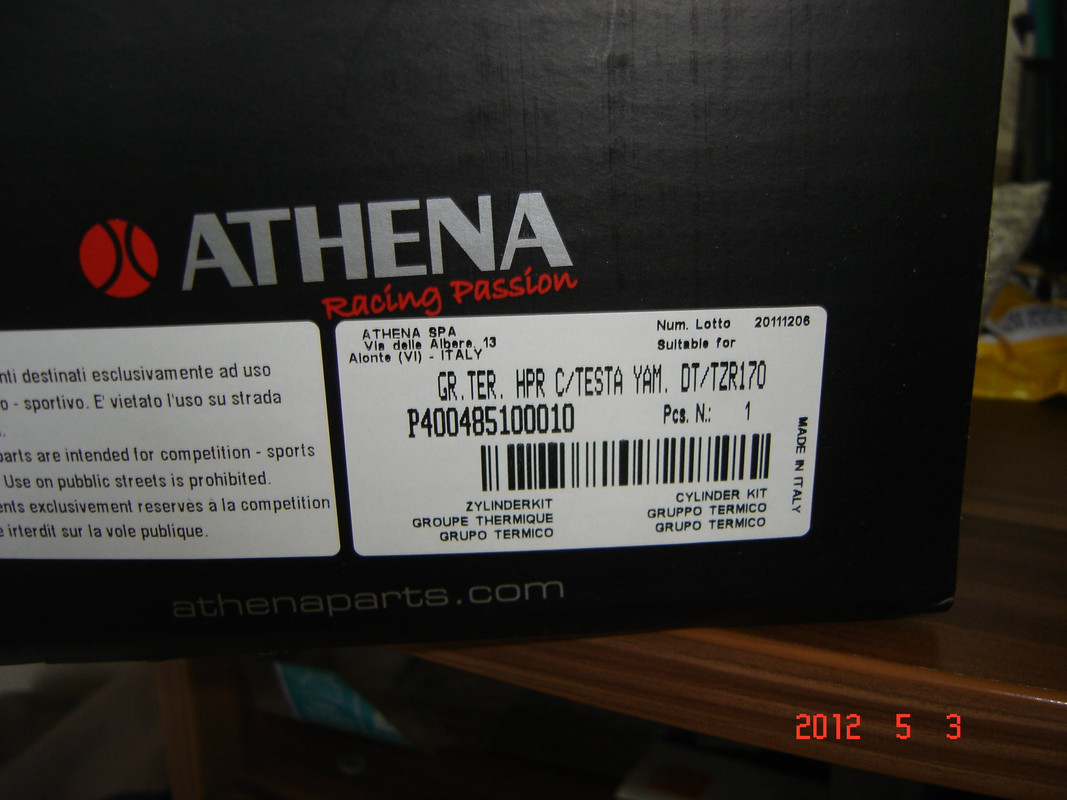 ATHENA
Racing Passion
nti destinati esclusivamente ad uso
o - sportivo. E' vietato l'uso su strada
parts are intended for competition - sports
Use on pubblic streets is prohibited.
ents exclusivement reservès à la competition
e irterdit sur la vole publique.
ATHENA SPA
Via delle Albere, 13
Alonte (VI) - ITALY
Num. Lotto 20111206
Suitable for
GR.TER. HPR C/TESTA YAM. DT/TZR170
P400485100010
Pcs. N.: 1
MADE IN ITALY
ZYLINDERKIT
GROUPE THERMIQUE
GRUPO TERMICO
CYLINDER KIT
GRUPPO TERMICO
GRUPO TERMICO
athenaparts.com
2012 5 3